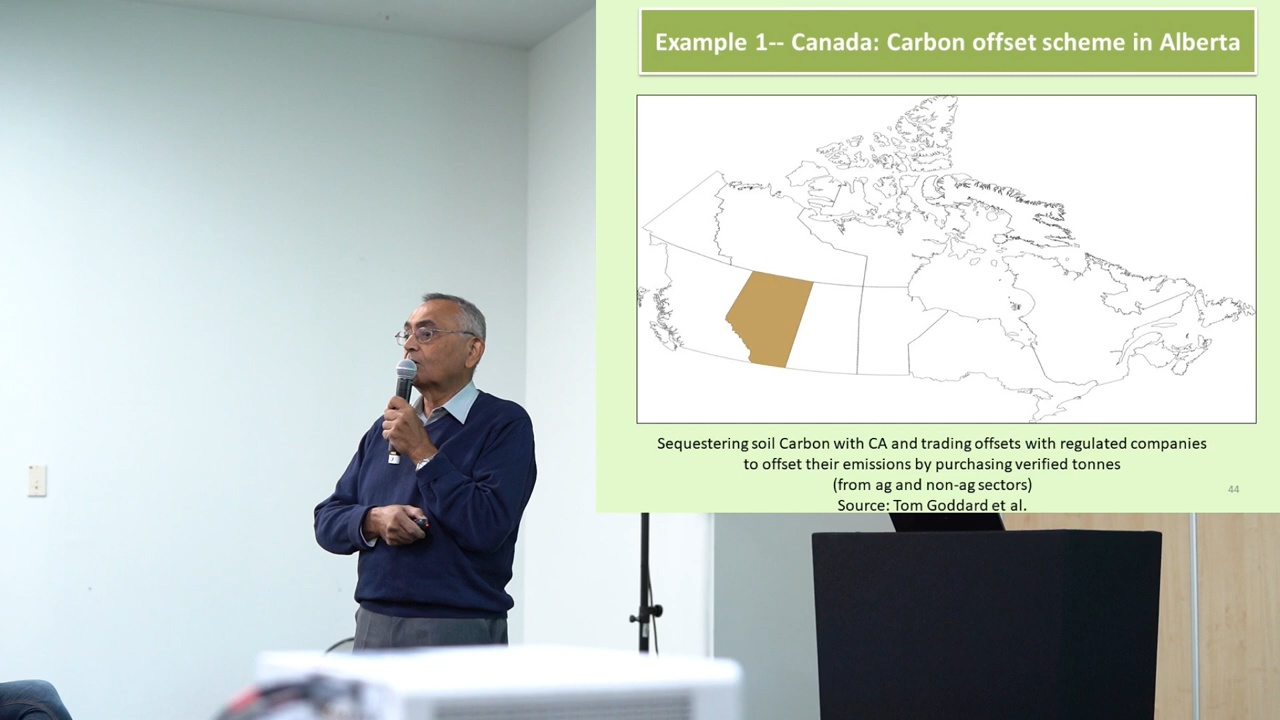 Example 1-- Canada: Carbon offset scheme in Alberta
Sequestering soil Carbon with CA and trading offsets with regulated companies
to offset their emissions by purchasing verified tonnes
(from ag and non-ag sectors)
Source: Tom Goddard et al.
44